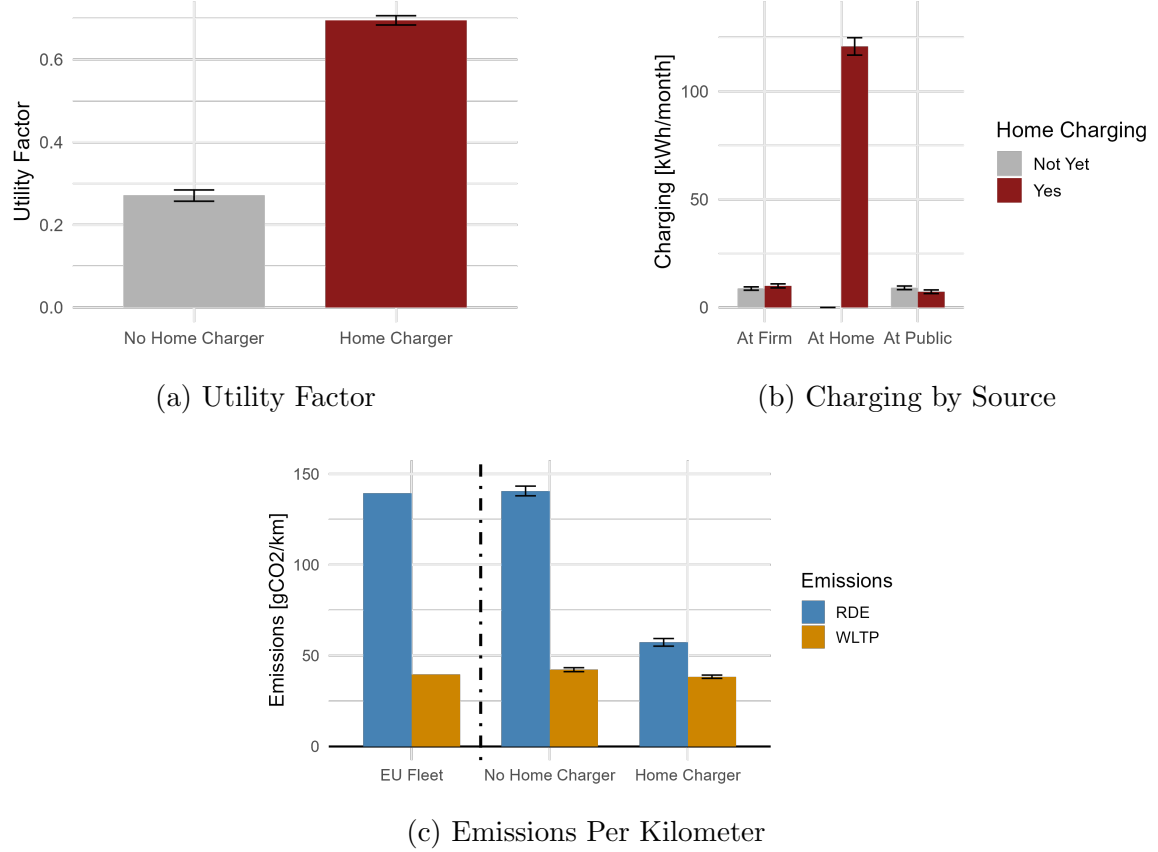 Utility Factor
0.6
0.4
0.2
0.0
No Home Charger
Home Charger
(a) Utility Factor
Charging [kWh/month]
100
50
0
At Firm
At Home
At Public
Home Charging
Not Yet
Yes
(b) Charging by Source
Emissions [gCO2/km]
150
100
50
0
EU Fleet
No Home Charger
Home Charger
Emissions
RDE
WLTP
(c) Emissions Per Kilometer